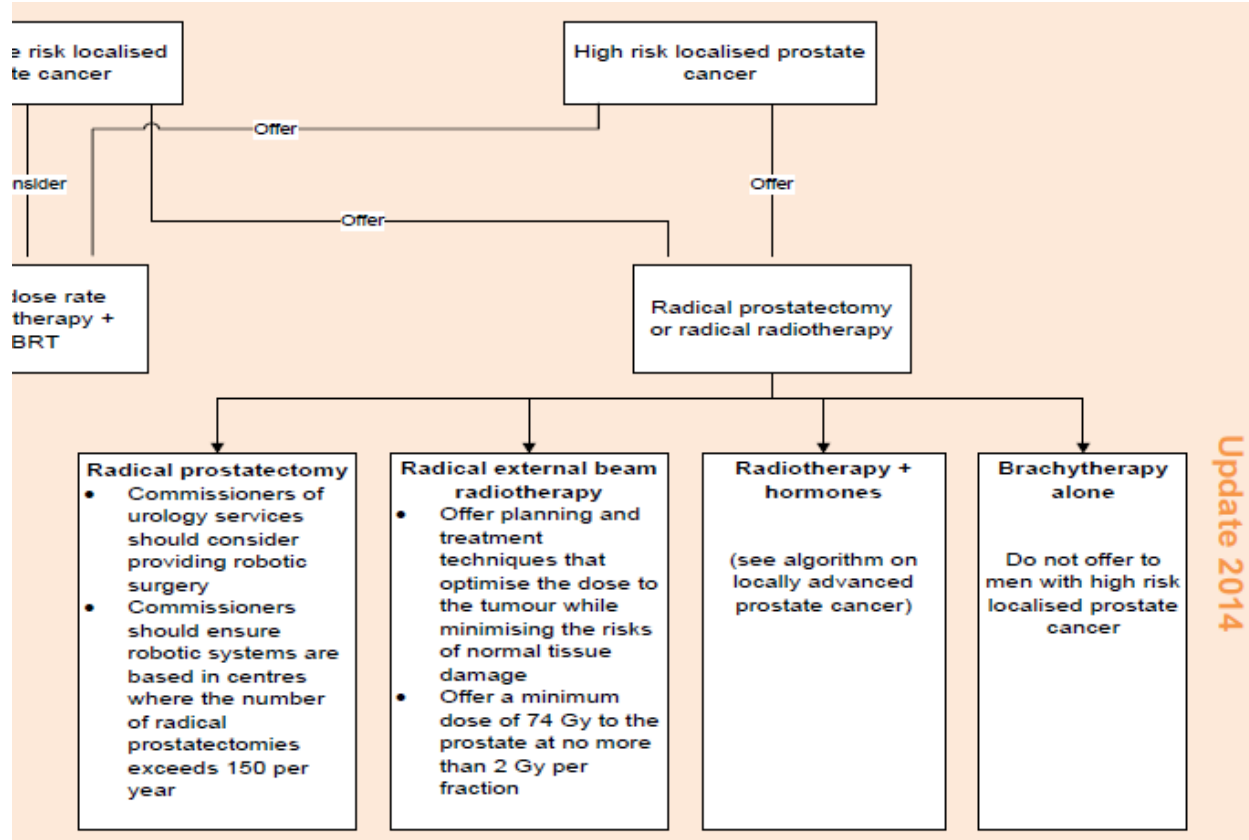 e risk localised
te cancer
High risk localised prostate
cancer
Offer
nsider
Offer
Offer
dose rate
therapy +
BRT
Radical prostatectomy
or radical radiotherapy
Radical prostatectomy
• Commissioners of
urology services
should consider
providing robotic
surgery
• Commissioners
should ensure
robotic systems are
based in centres
where the number
of radical
prostatectomies
exceeds 150 per
year
Radical external beam
radiotherapy
• Offer planning and
treatment
techniques that
optimise the dose to
the tumour while
minimising the risks
of normal tissue
damage
• Offer a minimum
dose of 74 Gy to the
prostate at no more
than 2 Gy per
fraction
Radiotherapy +
hormones
(see algorithm on
locally advanced
prostate cancer)
Brachytherapy
alone
Do not offer to
men with high risk
localised prostate
cancer
Update 2014